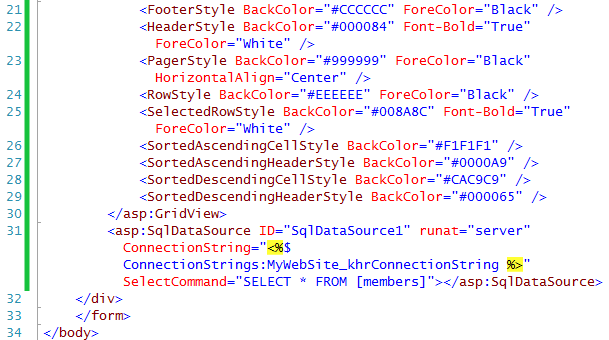 21 <FooterStyle BackColor="#CCCCCC" ForeColor="Black" />
22 <HeaderStyle BackColor="#000084" Font-Bold="True"
ForeColor="White" />
23 <PagerStyle BackColor="#999999" ForeColor="Black"
HorizontalAlign="Center" />
24 <RowStyle BackColor="#EEEEEE" ForeColor="Black" />
25 <SelectedRowStyle BackColor="#008A8C" Font-Bold="True"
ForeColor="White" />
26 <SortedAscendingCellStyle BackColor="#F1F1F1" />
27 <SortedAscendingHeaderStyle BackColor="#0000A9" />
28 <SortedDescendingCellStyle BackColor="#CAC9C9" />
29 <SortedDescendingHeaderStyle BackColor="#000065" />
30 </asp:GridView>
31 <asp:SqlDataSource ID="SqlDataSource1" runat="server"
ConnectionString="<%$
ConnectionStrings:MyWebSite_khrConnectionString %>"
SelectCommand="SELECT * FROM [members]"></asp:SqlDataSource>
32 </div>
33 </form>
34 </body>